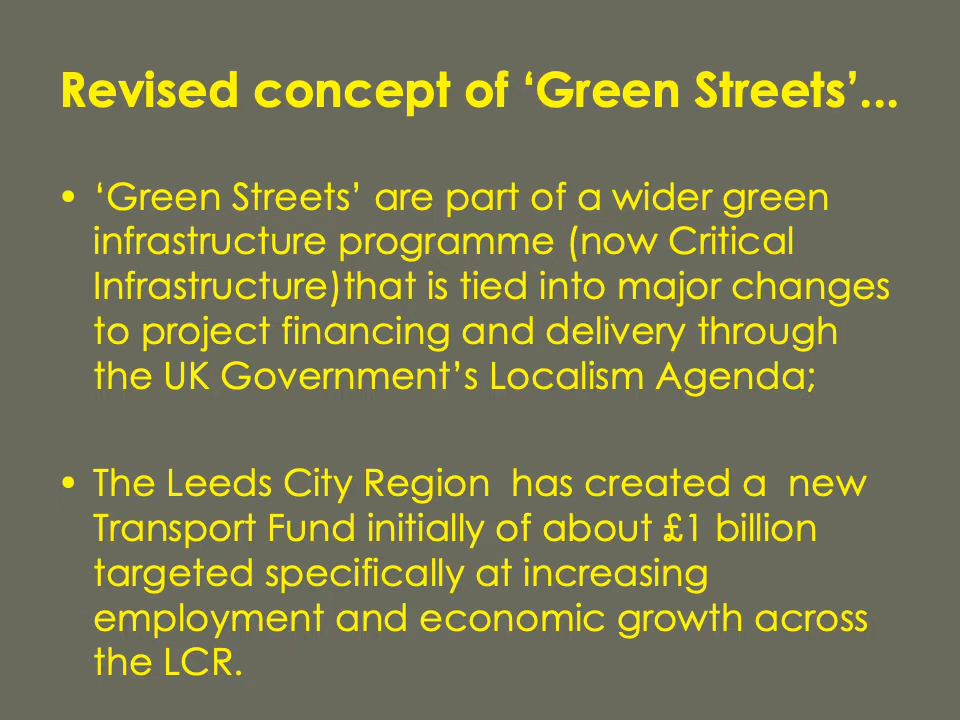 Revised concept of ‘Green Streets’...
• ‘Green Streets’ are part of a wider green
infrastructure programme (now Critical
Infrastructure)that is tied into major changes
to project financing and delivery through
the UK Government’s Localism Agenda;
• The Leeds City Region  has created a  new
Transport Fund initially of about £1 billion
targeted specifically at increasing
employment and economic growth across
the LCR.